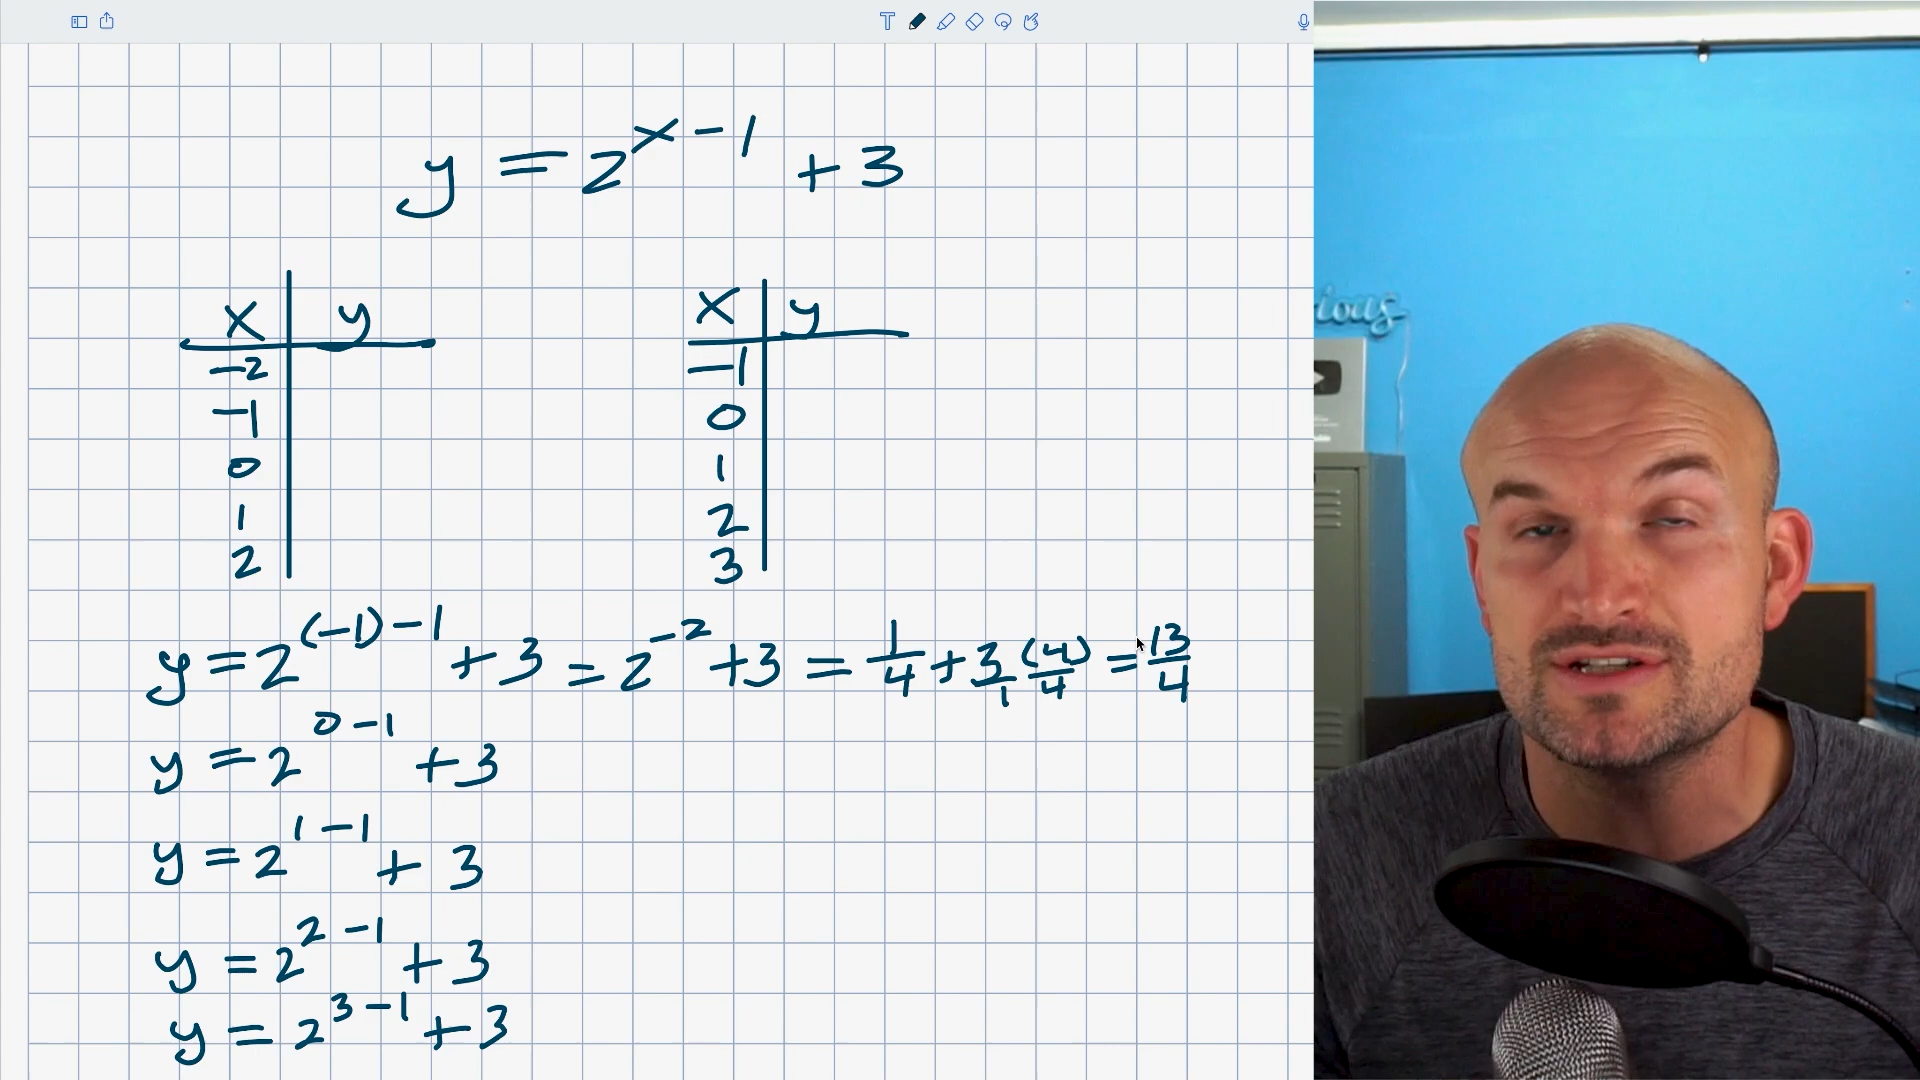 y = 2^(x-1) + 3
x | y    x | y
-2 |    -1 |
-1 |    0 |
0 |    1 |
1 |    2 |
2 |    3 |
y = 2^((-1)-1) + 3 = 2^(-2) + 3 = 1/4 + 3/1 (4)/4 = 13/4
y = 2^(0-1) + 3
y = 2^(1-1) + 3
y = 2^(2-1) + 3
y = 2^(3-1) + 3